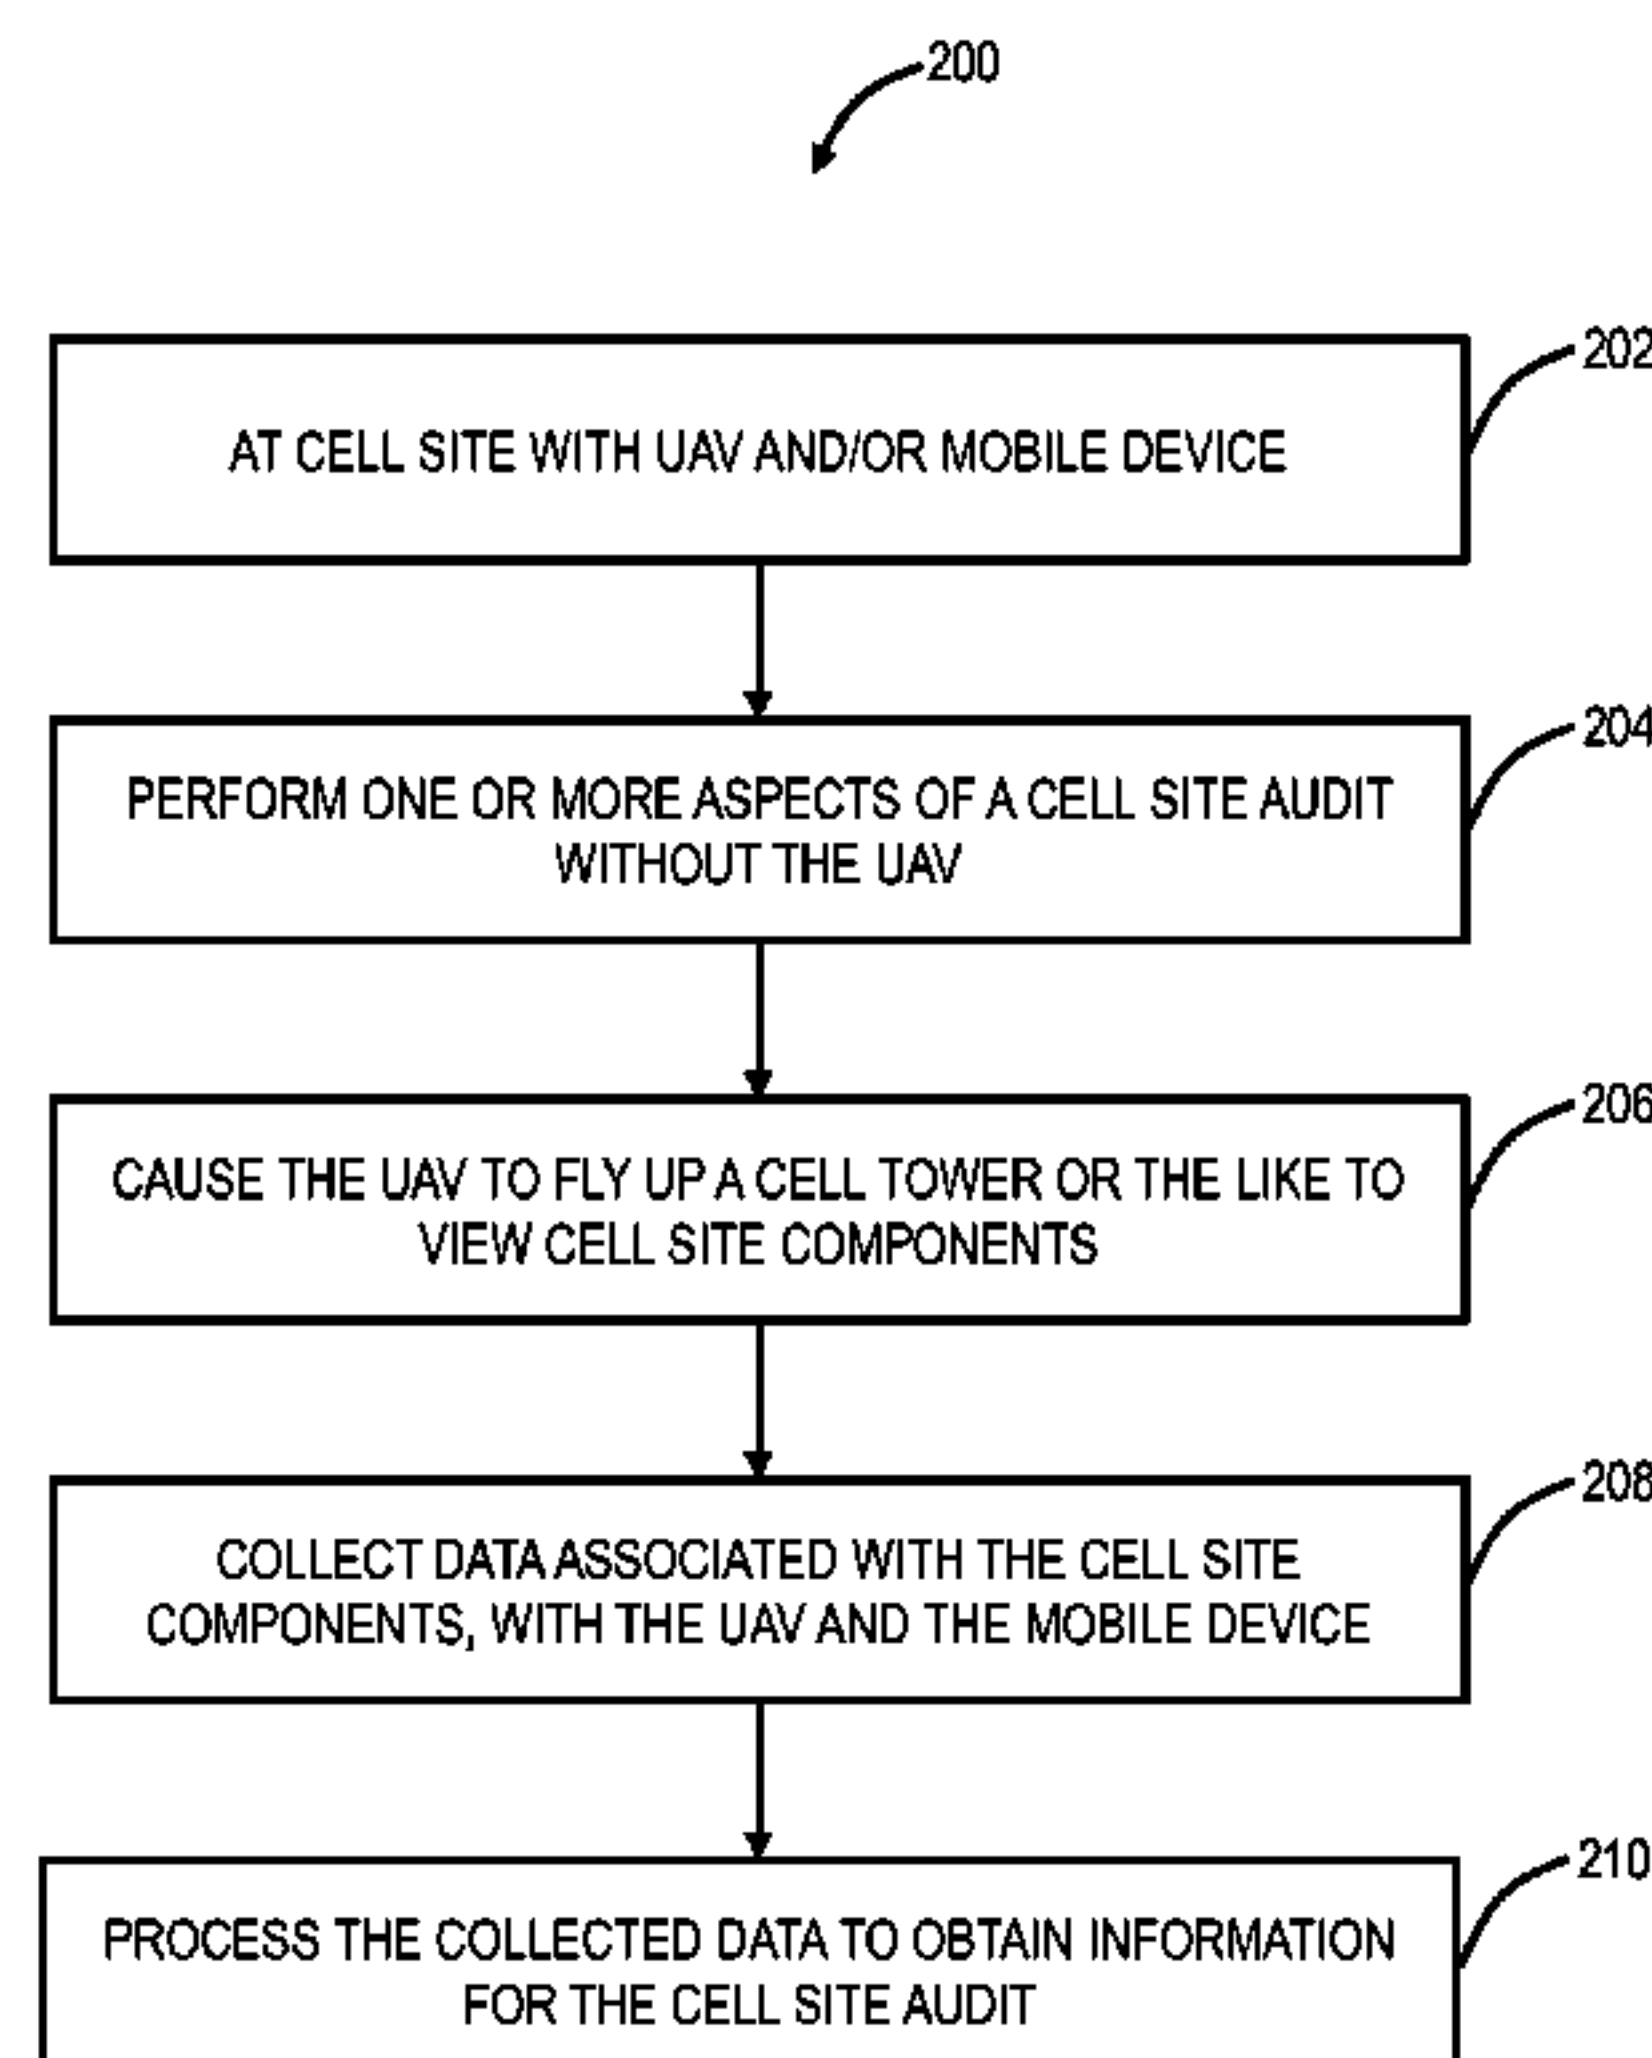 200
202
AT CELL SITE WITH UAV AND/OR MOBILE DEVICE
204
PERFORM ONE OR MORE ASPECTS OF A CELL SITE AUDIT
WITHOUT THE UAV
206
CAUSE THE UAV TO FLY UP A CELL TOWER OR THE LIKE TO
VIEW CELL SITE COMPONENTS
208
COLLECT DATA ASSOCIATED WITH THE CELL SITE
COMPONENTS, WITH THE UAV AND THE MOBILE DEVICE
210
PROCESS THE COLLECTED DATA TO OBTAIN INFORMATION
FOR THE CELL SITE AUDIT